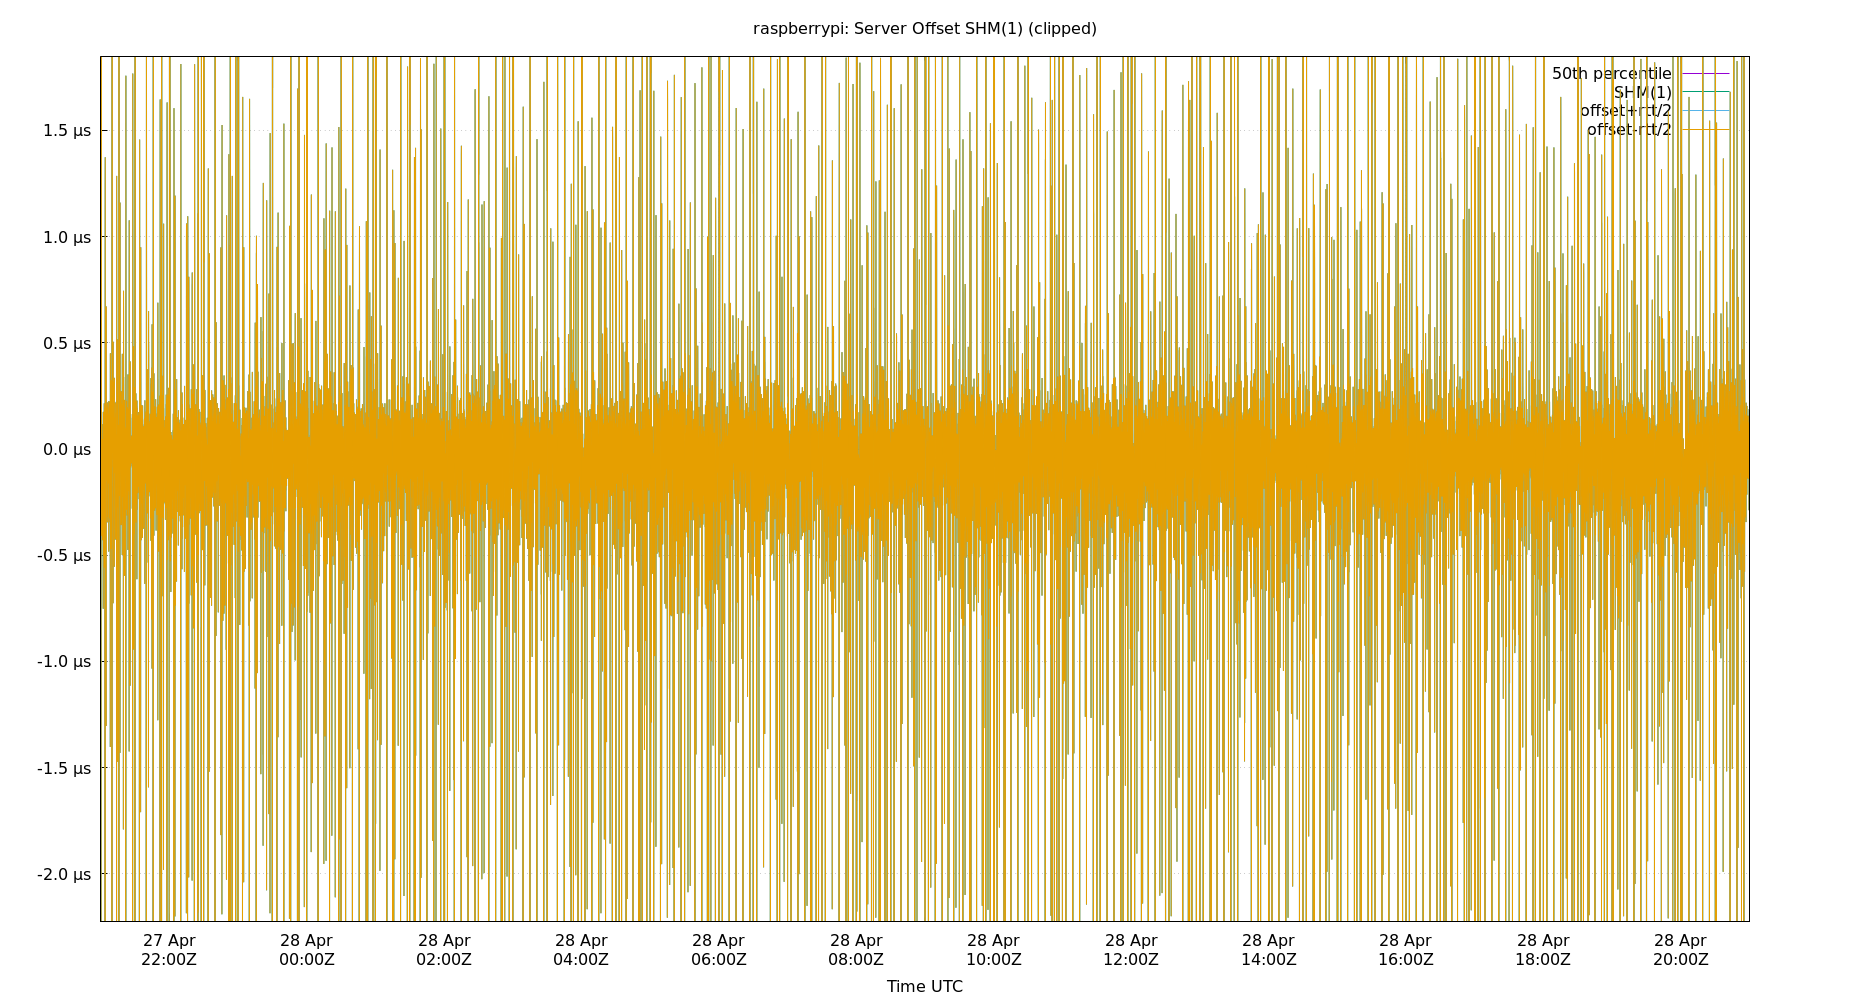 raspberrypi: Server Offset SHM(1) (clipped)
50th percentile
SHM(1)
offset+rtt/2
offset-rtt/2
1.5 µs
1.0 µs
0.5 µs
0.0 µs
-0.5 µs
-1.0 µs
-1.5 µs
-2.0 µs
27 Apr 28 Apr 28 Apr 28 Apr 28 Apr 28 Apr 28 Apr 28 Apr 28 Apr 28 Apr 28 Apr 28 Apr
22:00Z 00:00Z 02:00Z 04:00Z 06:00Z 08:00Z 10:00Z 12:00Z 14:00Z 16:00Z 18:00Z 20:00Z
Time UTC